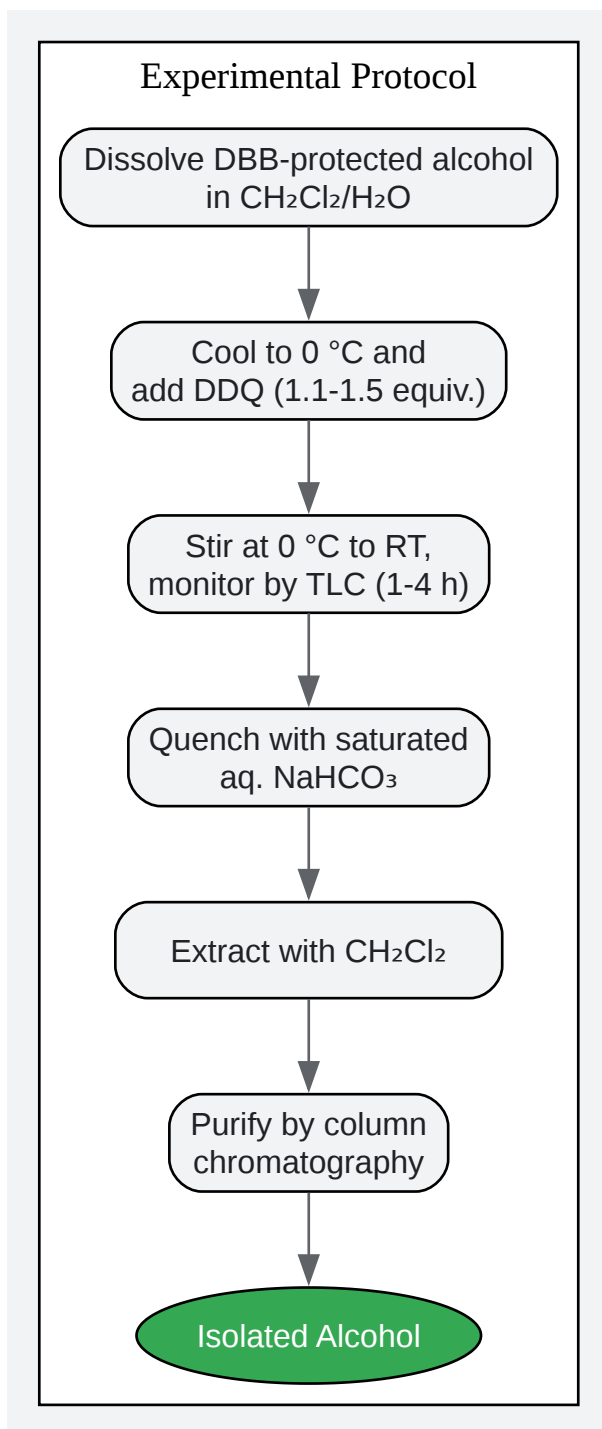 Experimental Protocol
Dissolve DBB-protected alcohol
in CH₂Cl₂/H₂O
Cool to 0 °C and
add DDQ (1.1-1.5 equiv.)
Stir at 0 °C to RT,
monitor by TLC (1-4 h)
Quench with saturated
aq. NaHCO₃
Extract with CH₂Cl₂
Purify by column
chromatography
Isolated Alcohol